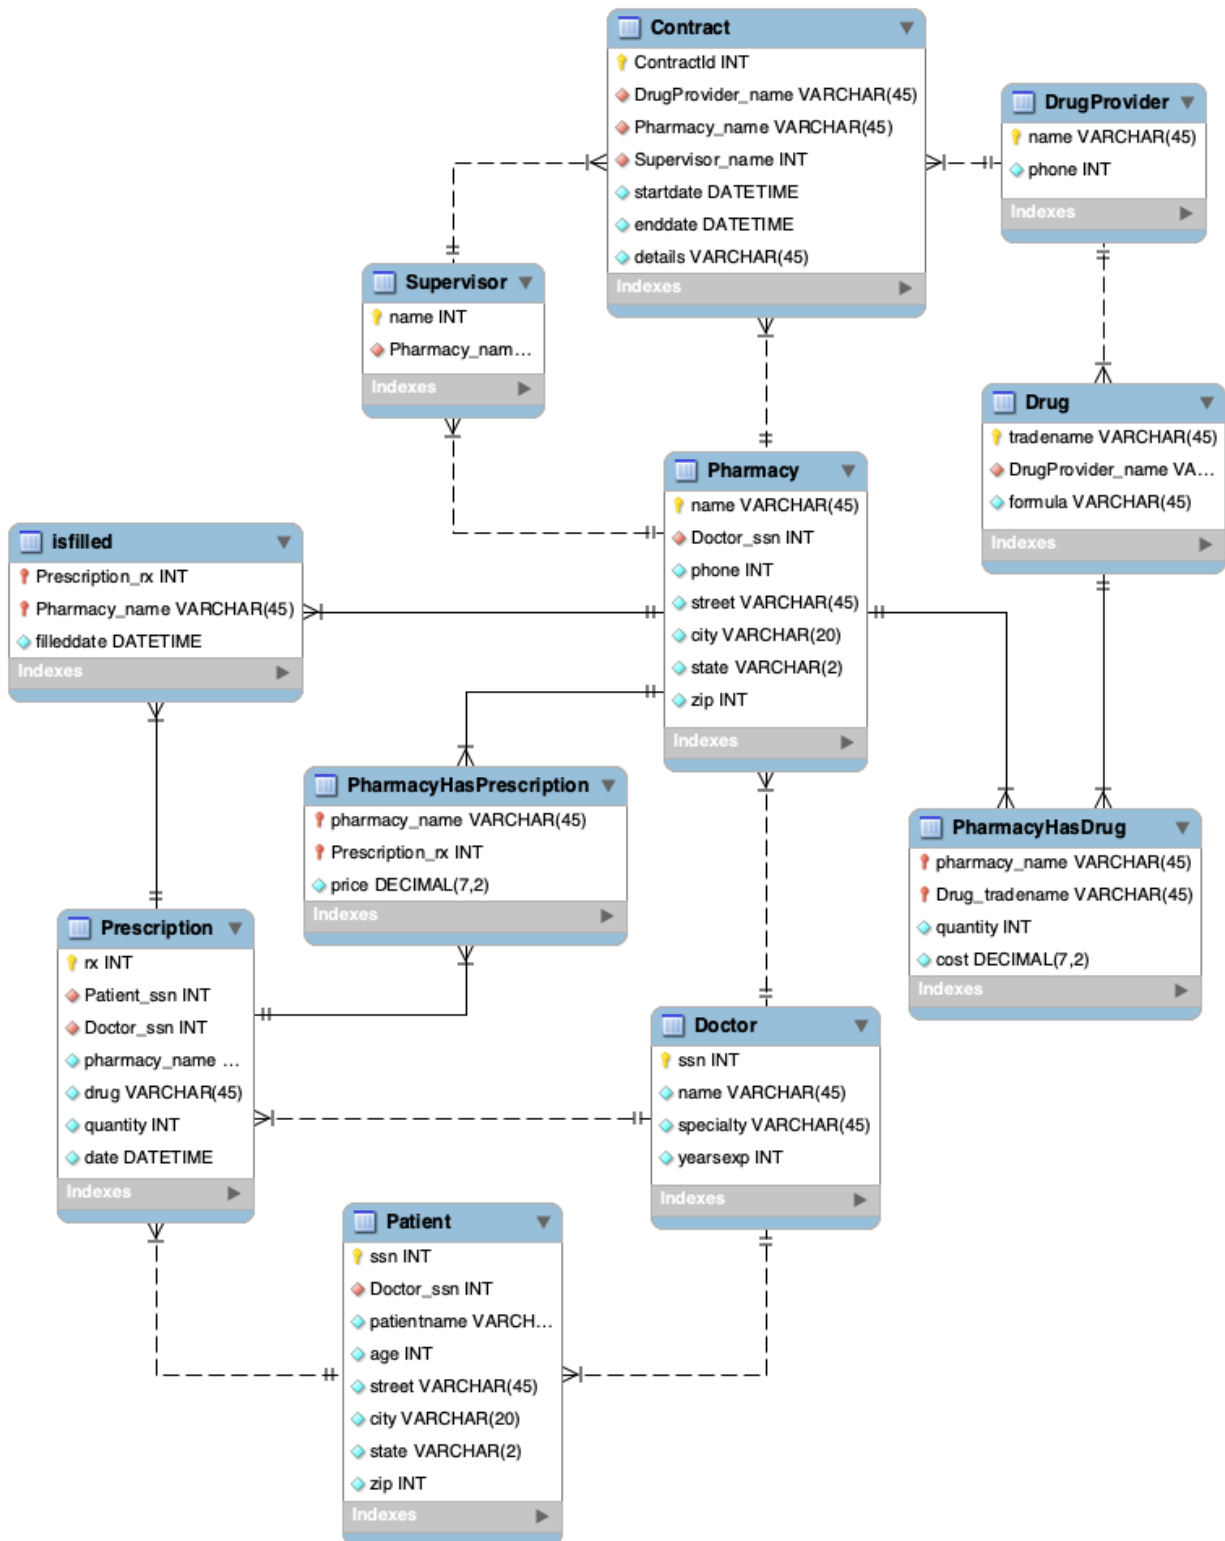 Contract
ContractId INT
DrugProvider_name VARCHAR(45)
Pharmacy_name VARCHAR(45)
Supervisor_name INT
startdate DATETIME
enddate DATETIME
details VARCHAR(45)
Indexes
DrugProvider
name VARCHAR(45)
phone INT
Indexes
Supervisor
name INT
Pharmacy_nam...
Indexes
Drug
tradename VARCHAR(45)
DrugProvider_name VA...
formula VARCHAR(45)
Indexes
Pharmacy
name VARCHAR(45)
Doctor_ssn INT
phone INT
street VARCHAR(45)
city VARCHAR(20)
state VARCHAR(2)
zip INT
Indexes
isfilled
Prescription_rx INT
Pharmacy_name VARCHAR(45)
filleddate DATETIME
Indexes
PharmacyHasPrescription
pharmacy_name VARCHAR(45)
Prescription_rx INT
price DECIMAL(7,2)
Indexes
PharmacyHasDrug
pharmacy_name VARCHAR(45)
Drug_tradename VARCHAR(45)
quantity INT
cost DECIMAL(7,2)
Indexes
Prescription
rx INT
Patient_ssn INT
Doctor_ssn INT
pharmacy_name ...
drug VARCHAR(45)
quantity INT
date DATETIME
Indexes
Doctor
ssn INT
name VARCHAR(45)
specialty VARCHAR(45)
yearsexp INT
Indexes
Patient
ssn INT
Doctor_ssn INT
patientname VARCH...
age INT
street VARCHAR(45)
city VARCHAR(20)
state VARCHAR(2)
zip INT
Indexes